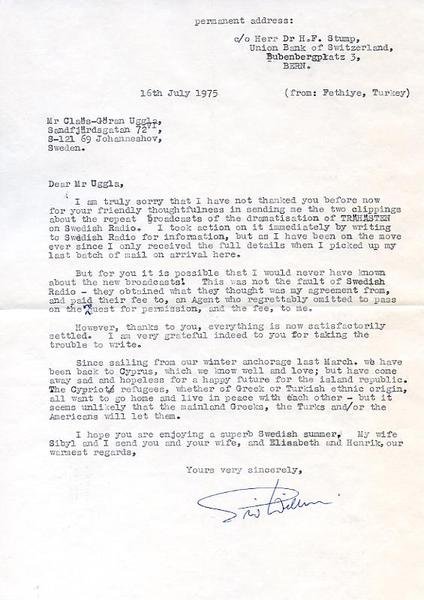 permanent address:
c/o Herr Dr H.F. Stump,
Union Bank of Switzerland,
Bubenbergplatz 3,
BERN.
16th July 1975 (from: Fethiye, Turkey)
Mr Claës-Göran Uggla,
Sandfjärdsgatan 72
S-121 69 Johanneshov,
Sweden.
Dear Mr Uggla,
I am truly sorry that I have not thanked you before now
for your friendly thoughtfulness in sending me the two clippings
about the repeat broadcasts of the dramatisation of TRÄHÄSTEN
on Swedish Radio. I took action on it immediately by writing
to Swedish Radio for information, but as I have been on the move
ever since I only received the full details when I picked up my
last batch of mail on arrival here.
But for you it is possible that I would never have known
about the new broadcasts! This was not the fault of Swedish
Radio - they obtained what they thought was my agreement from,
and paid their fee to, an Agent who regrettably omitted to pass
on the quest for permission, and the fee, to me.
However, thanks to you, everything is now satisfactorily
settled. I am very grateful indeed to you for taking the
trouble to write.
Since sailing from our winter anchorage last March. we have
been back to Cyprus, which we know well and love; but have come
away sad and hopeless for a happy future for the island republic.
The Cypriot refugees, whether of Greek or Turkish ethnic origin,
all want to go home and live in peace with each other - but it
seems unlikely that the mainland Greeks, the Turks and/or the
Americans will let them.
I hope you are enjoying a superb Swedish summer. My wife
Sibyl and I send you and your wife, and Elisabeth and Henrik, our
warmest regards,
Yours very sincerely,